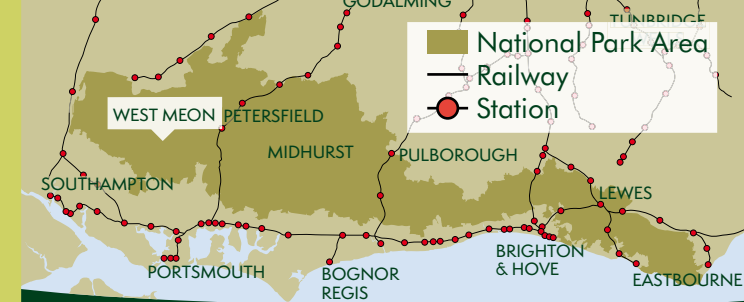 GODALMING
TUNBRIDGE
WELLS
National Park Area
Railway
Station
WEST MEON
PETERSFIELD
MIDHURST
PULBOROUGH
SOUTHAMPTON
LEWES
PORTSMOUTH
BOGNOR
REGIS
BRIGHTON
& HOVE
EASTBOURNE